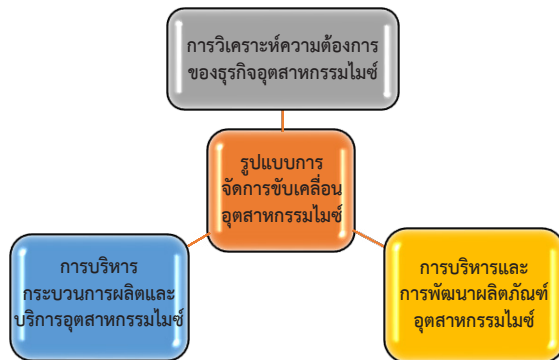 การวิเคราะห์ความต้องการ
ของธุรกิจอุตสาหกรรมไมซ์
รูปแบบการ
จัดการขับเคลื่อน
อุตสาหกรรมไมซ์
การบริหาร
กระบวนการผลิตและ
บริการอุตสาหกรรมไมซ์
การบริหารและ
การพัฒนาผลิตภัณฑ์
อุตสาหกรรมไมซ์